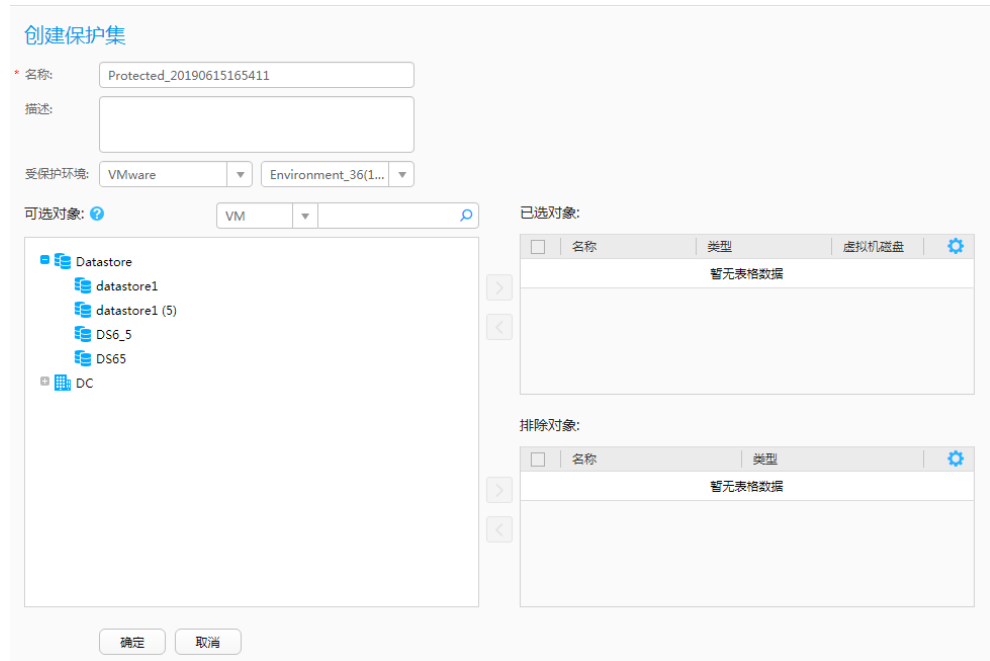 创建保护集
* 名称: Protected_20190615165411
描述:
受保护环境: VMware Environment_36(1...
可选对象: ? VM
Datastore
datastore1
datastore1 (5)
DS6_5
DS65
DC
已选对象:
名称 类型 虚拟机磁盘
暂无表格数据
排除对象:
名称 类型
暂无表格数据
确定 取消